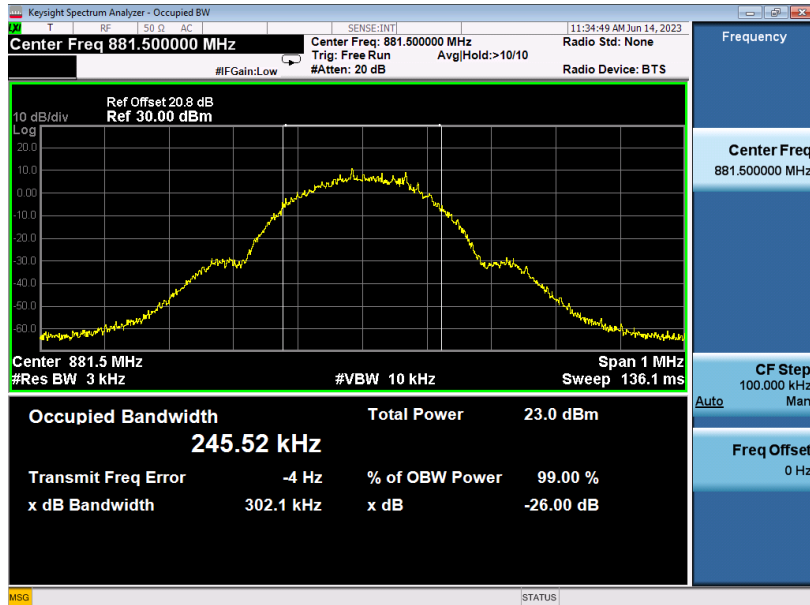 Keysight Spectrum Analyzer - Occupied BW
LXI T RF 50 Ω AC SENSE:INT 11:34:49 AM Jun 14, 2023
Center Freq 881.500000 MHz
Center Freq: 881.500000 MHz Radio Std: None
Trig: Free Run Avg|Hold:>10/10
#IFGain:Low #Atten: 20 dB Radio Device: BTS
Ref Offset 20.8 dB
10 dB/div Ref 30.00 dBm
Log
20.0
10.0
0.00
-10.0
-20.0
-30.0
-40.0
-50.0
-60.0
Center 881.5 MHz Span 1 MHz
#Res BW 3 kHz #VBW 10 kHz Sweep 136.1 ms
Occupied Bandwidth Total Power 23.0 dBm
245.52 kHz
Transmit Freq Error -4 Hz % of OBW Power 99.00 %
x dB Bandwidth 302.1 kHz x dB -26.00 dB
Frequency
Center Freq
881.500000 MHz
CF Step
100.000 kHz
Auto Man
Freq Offset
0 Hz
MSG STATUS